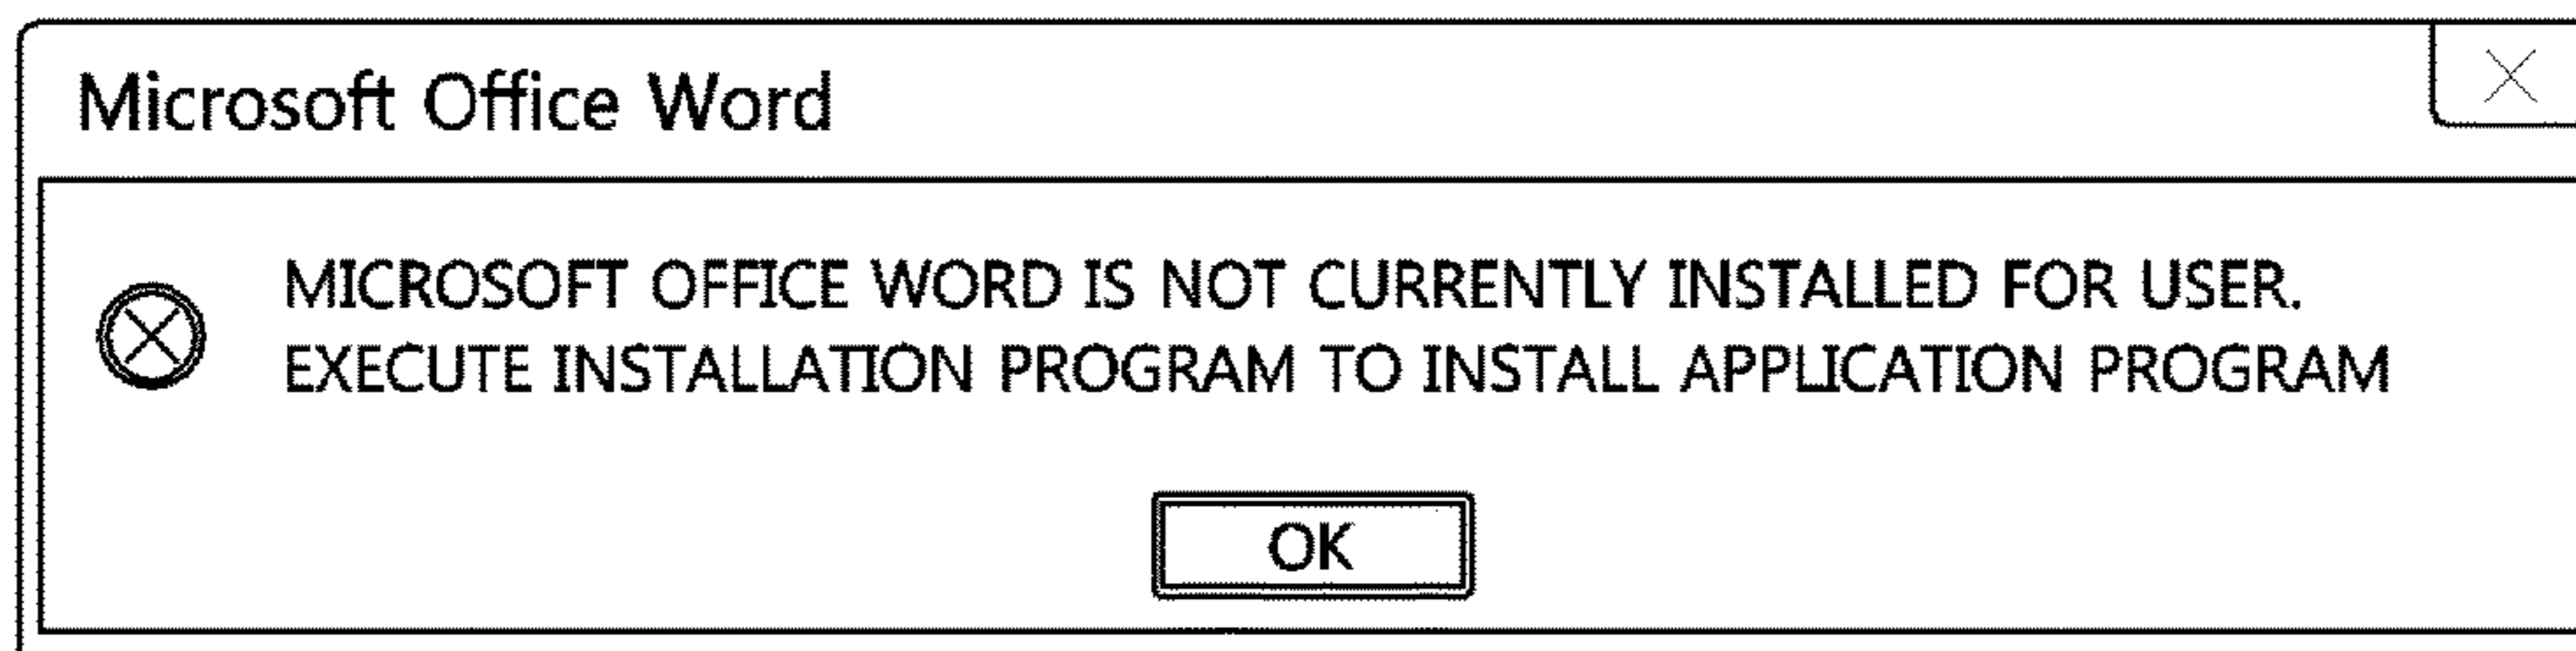 Microsoft Office Word
MICROSOFT OFFICE WORD IS NOT CURRENTLY INSTALLED FOR USER.
EXECUTE INSTALLATION PROGRAM TO INSTALL APPLICATION PROGRAM
OK